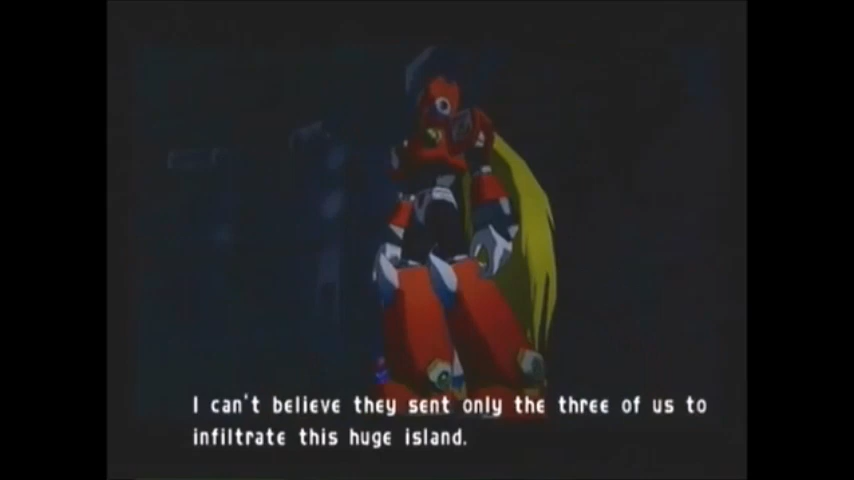 I can't believe they sent only the three of us to
infiltrate this huge island.